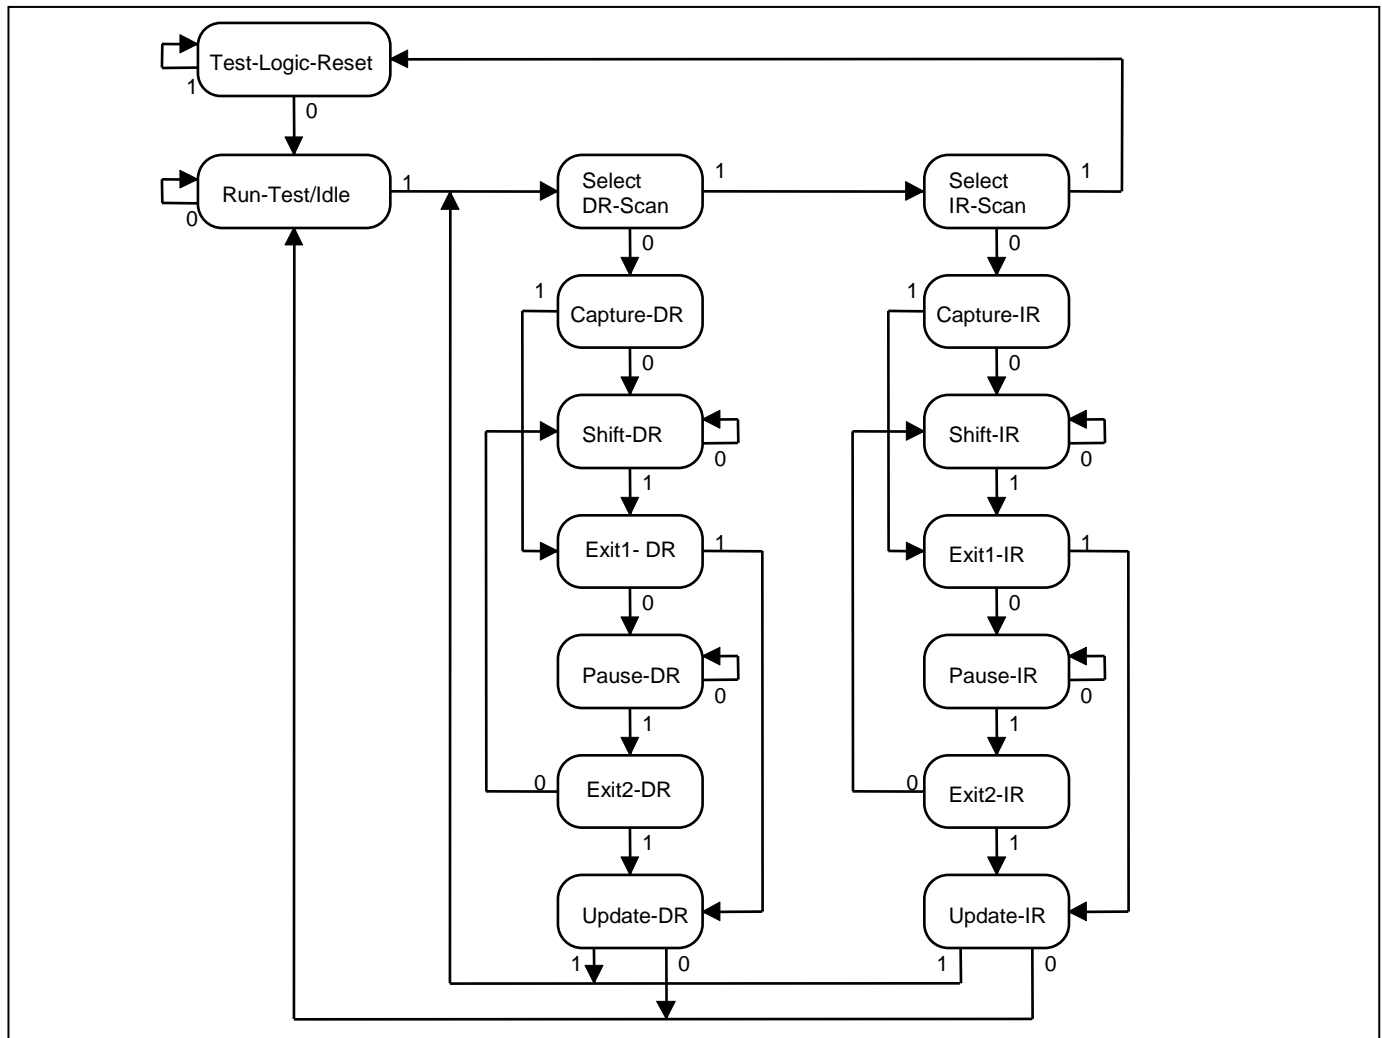 Test-Logic-Reset
1
0
Run-Test/Idle
1
0
Select
DR-Scan
1
0
Select
IR-Scan
1
0
1
Capture-DR
0
1
Capture-IR
0
Shift-DR
0
1
Shift-IR
0
1
Exit1- DR
1
0
Exit1-IR
1
0
Pause-DR
0
1
Pause-IR
0
1
0
Exit2-DR
1
0
Exit2-IR
1
Update-DR
1
0
Update-IR
1
0